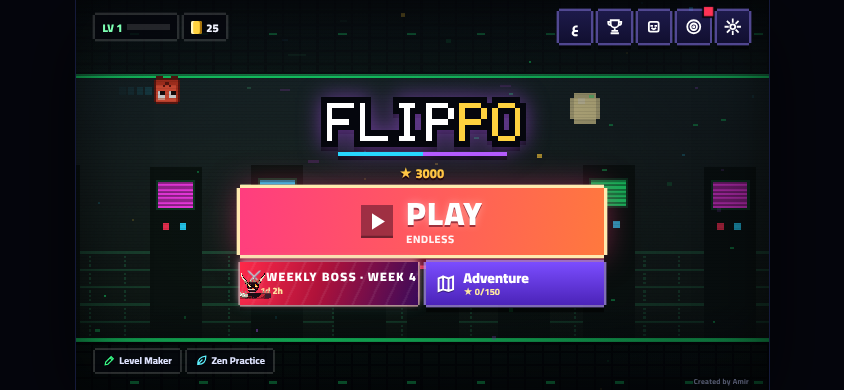 LV 1
25
ع
FLIPPO
★ 3000
PLAY
ENDLESS
WEEKLY BOSS · WEEK 4
2h
Adventure
★ 0/150
Level Maker
Zen Practice
Created by Amir